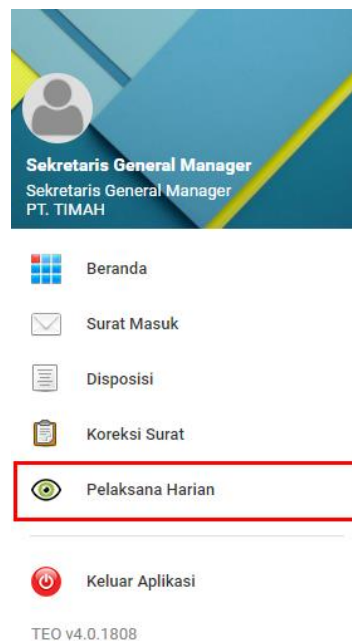 Sekretaris General Manager
Sekretaris General Manager
PT. TIMAH
Beranda
Surat Masuk
Disposisi
Koreksi Surat
Pelaksana Harian
Keluar Aplikasi
TEO v4.0.1808